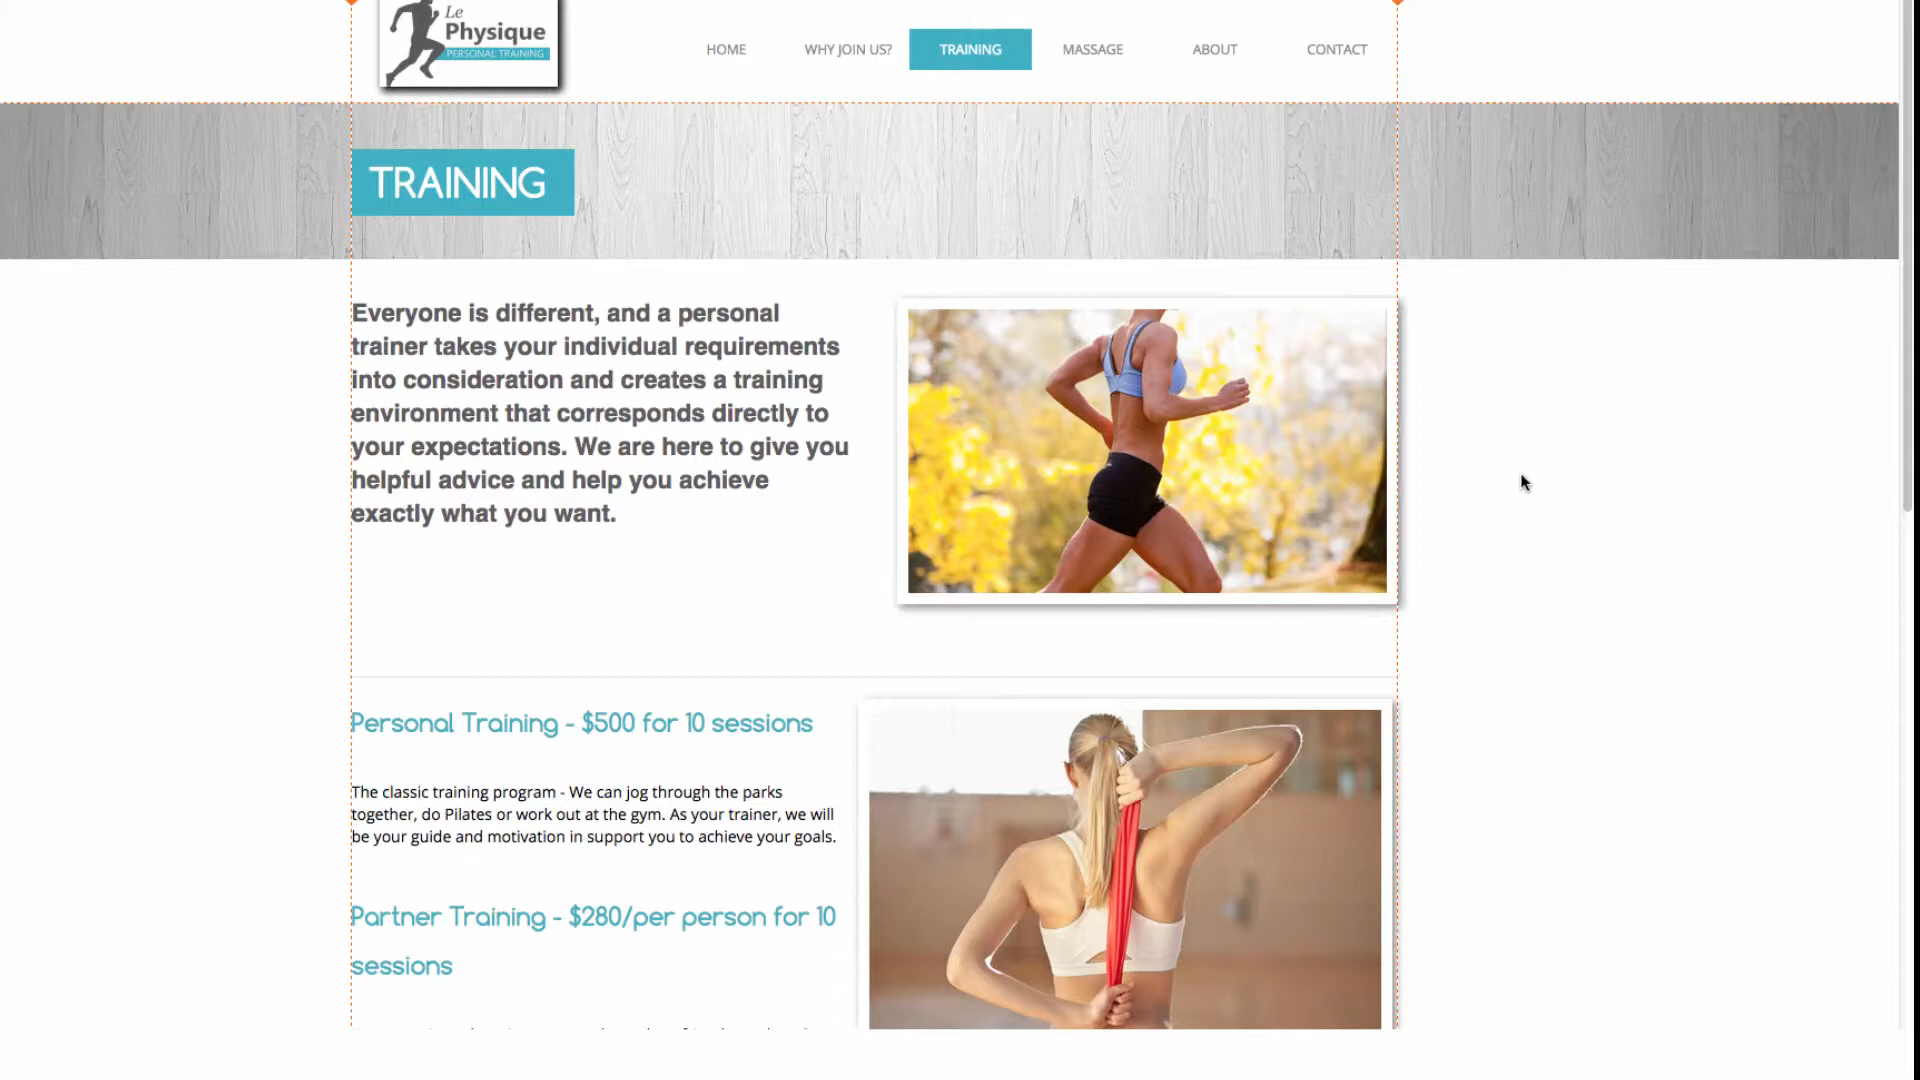 Le
Physique
PERSONAL TRAINING
HOME
WHY JOIN US?
TRAINING
MASSAGE
ABOUT
CONTACT
TRAINING
Everyone is different, and a personal
trainer takes your individual requirements
into consideration and creates a training
environment that corresponds directly to
your expectations. We are here to give you
helpful advice and help you achieve
exactly what you want.
Personal Training - $500 for 10 sessions
The classic training program - We can jog through the parks
together, do Pilates or work out at the gym. As your trainer, we will
be your guide and motivation in support you to achieve your goals.
Partner Training - $280/per person for 10
sessions